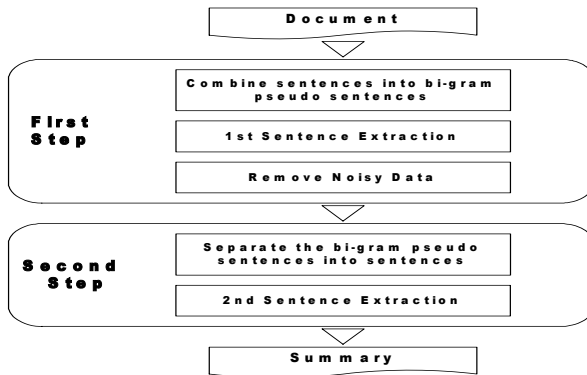 Document
Combine sentences into bi-gram
pseudo sentences
First
Step
1st Sentence Extraction
Remove Noisy Data
Separate the bi-gram pseudo
sentences into sentences
Second
Step
2nd Sentence Extraction
Summary